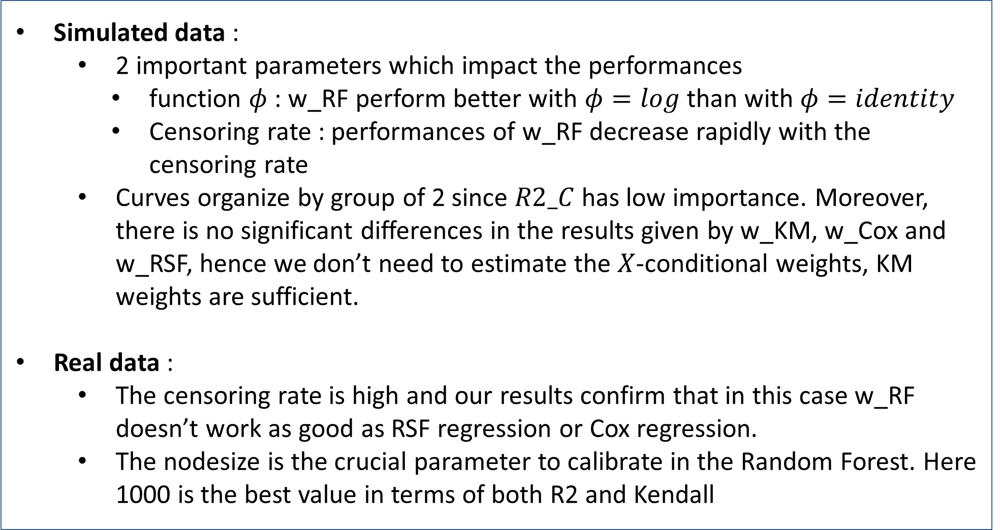 • Simulated data :
• 2 important parameters which impact the performances
• function 𝜙 : w_RF perform better with 𝜙 = log than with 𝜙 = identity
• Censoring rate : performances of w_RF decrease rapidly with the
censoring rate
• Curves organize by group of 2 since R2_C has low importance. Moreover,
there is no significant differences in the results given by w_KM, w_Cox and
w_RSF, hence we don’t need to estimate the X-conditional weights, KM
weights are sufficient.
• Real data :
• The censoring rate is high and our results confirm that in this case w_RF
doesn’t work as good as RSF regression or Cox regression.
• The nodesize is the crucial parameter to calibrate in the Random Forest. Here
1000 is the best value in terms of both R2 and Kendall